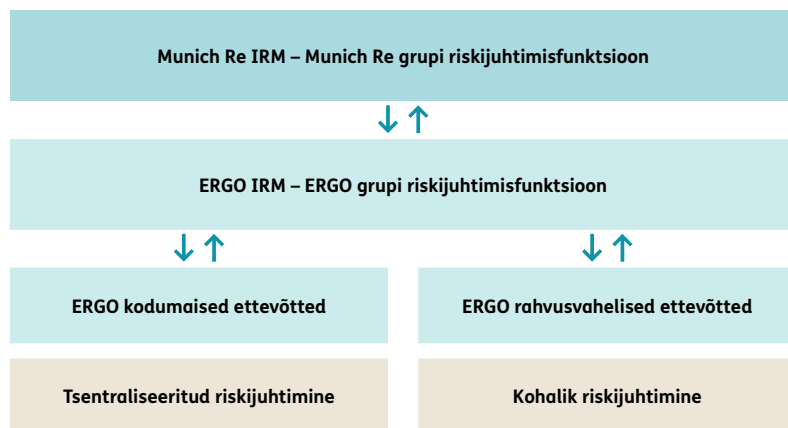 Munich Re IRM – Munich Re grupi riskijuhtimisfunktsioon
ERGO IRM – ERGO grupi riskijuhtimisfunktsioon
ERGO kodumaised ettevõtted
ERGO rahvusvahelised ettevõtted
Tsentraliseeritud riskijuhtimine
Kohalik riskijuhtimine